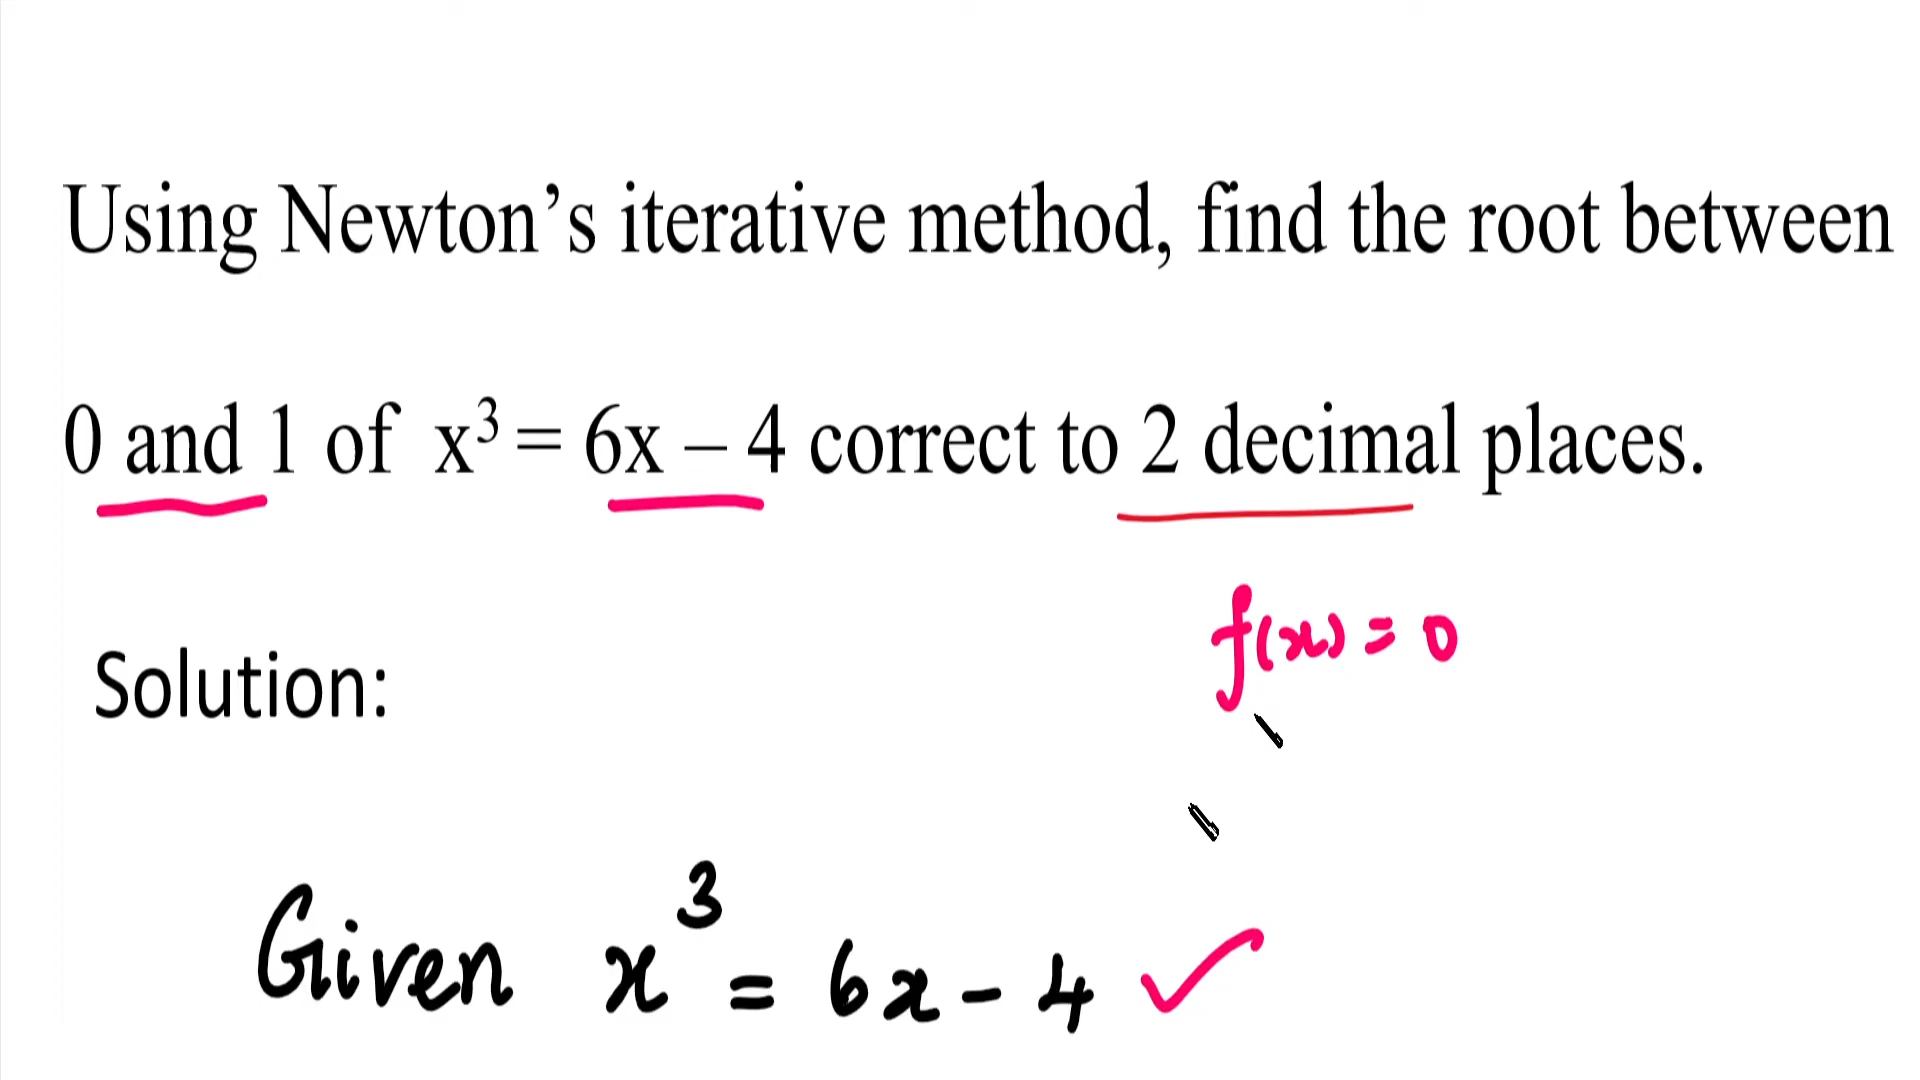 Using Newton’s iterative method, find the root between
0 and 1 of x³ = 6x – 4 correct to 2 decimal places.
f(x) = 0
Solution:
Given x³ = 6x - 4 ✓